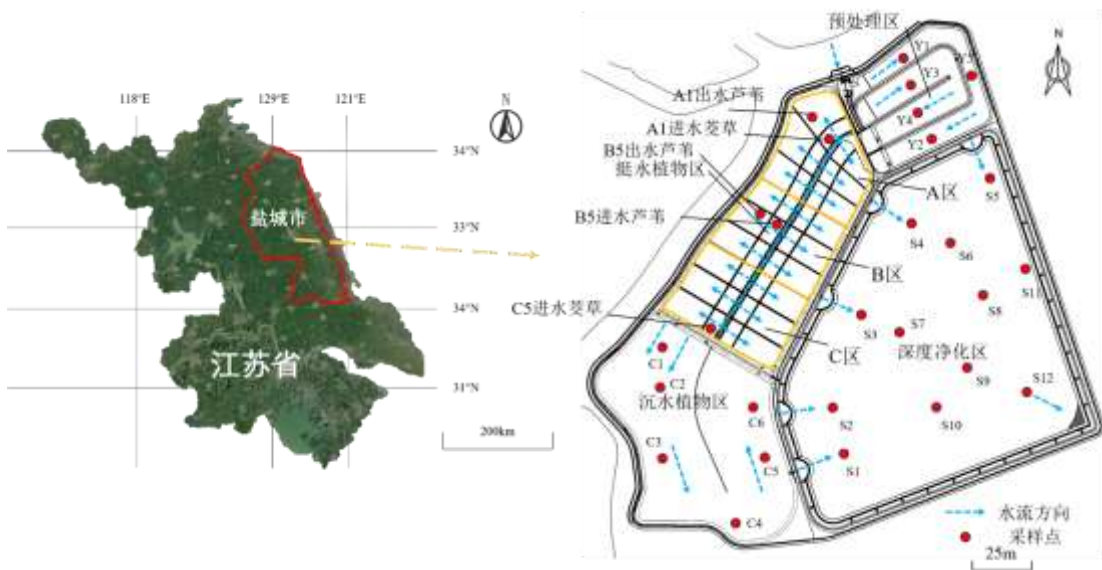 118°E
129°E
121°E
N
34°N
33°N
34°N
31°N
盐城市
江苏省
200km
预处理区
N
Y1
Y5
Y3
Y4
Y2
A1出水芦苇
A1进水茭草
B5出水芦苇
挺水植物区
B5进水芦苇
C5进水茭草
A区
B区
C区
S5
S4
S6
S11
S8
S3
S7
深度净化区
S9
S12
S10
S2
S1
C1
C2
沉水植物区
C6
C3
C5
C4
水流方向
采样点
25m